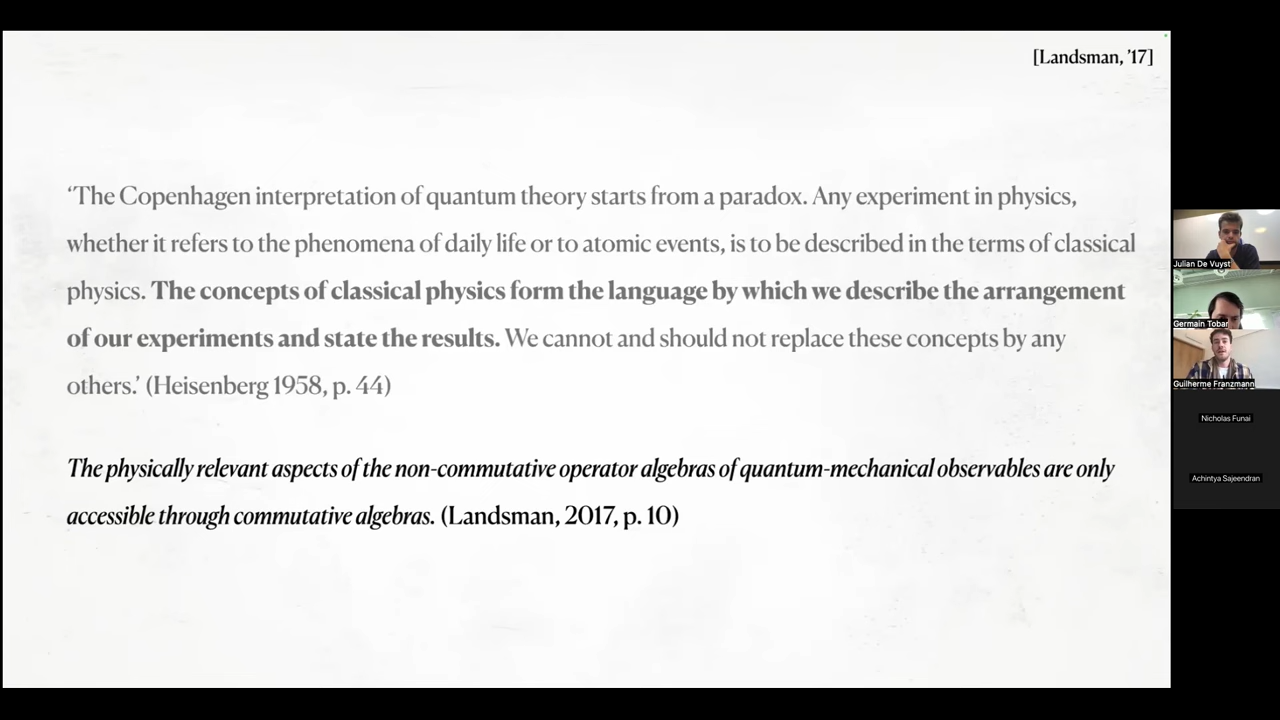 [Landsman, '17]
‘The Copenhagen interpretation of quantum theory starts from a paradox. Any experiment in physics,
whether it refers to the phenomena of daily life or to atomic events, is to be described in the terms of classical
physics. The concepts of classical physics form the language by which we describe the arrangement
of our experiments and state the results. We cannot and should not replace these concepts by any
others.’ (Heisenberg 1958, p. 44)
The physically relevant aspects of the non-commutative operator algebras of quantum-mechanical observables are only
accessible through commutative algebras. (Landsman, 2017, p. 10)
Julian De Vuyst
Germain Tobar
Guilherme Franzmann
Nicholas Funai
Achintya Sajeendran